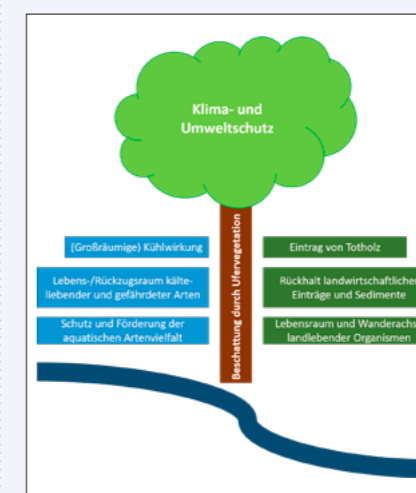 Klima- und
Umweltschutz
Beschattung durch Ufervegetation
(Großräumige) Kühlwirkung
Lebens-/Rückzugsraum kälte-
liebender und gefährdeter Arten
Schutz und Förderung der
aquatischen Artenvielfalt
Eintrag von Totholz
Rückhalt landwirtschaftlicher
Einträge und Sedimente
Lebensraum und Wanderachs
landlebender Organismen